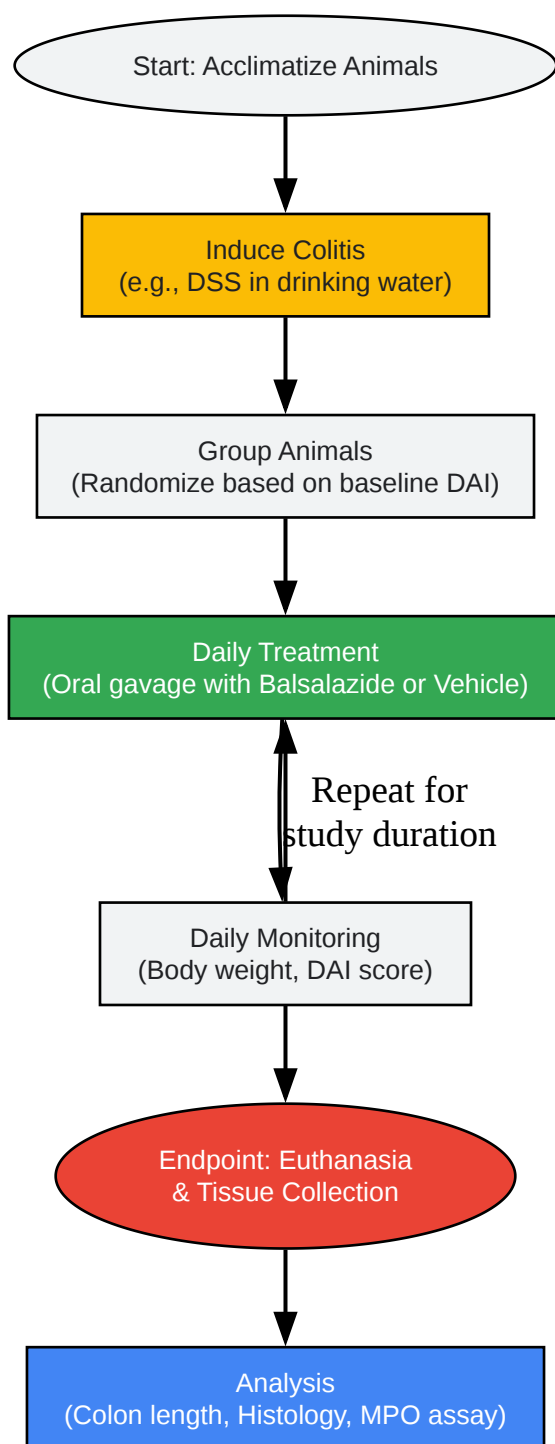 Start: Acclimatize Animals
Induce Colitis
(e.g., DSS in drinking water)
Group Animals
(Randomize based on baseline DAI)
Daily Treatment
(Oral gavage with Balsalazide or Vehicle)
Repeat for
study duration
Daily Monitoring
(Body weight, DAI score)
Endpoint: Euthanasia
& Tissue Collection
Analysis
(Colon length, Histology, MPO assay)